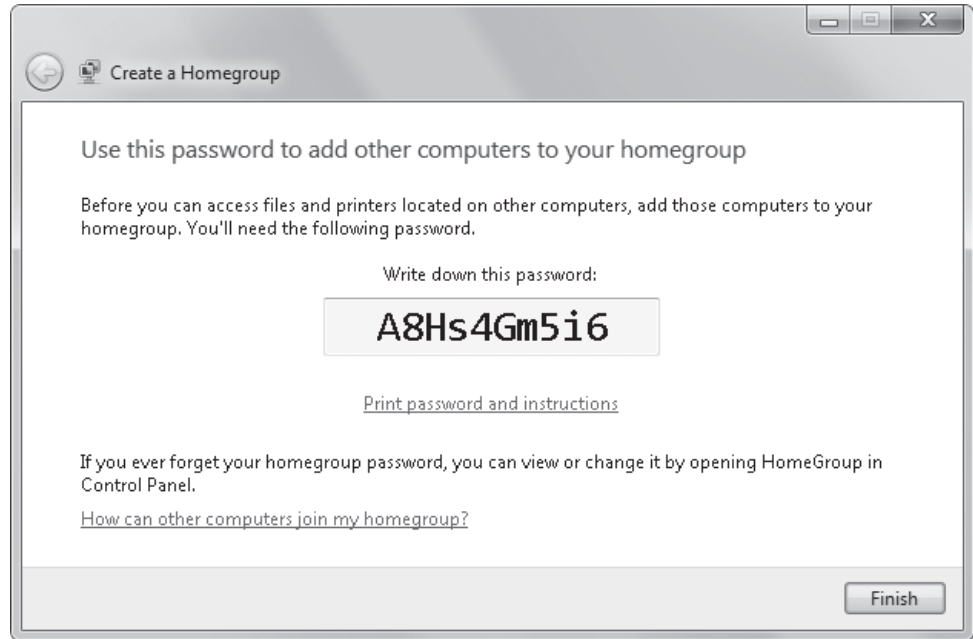 Create a Homegroup
Use this password to add other computers to your homegroup
Before you can access files and printers located on other computers, add those computers to your
homegroup. You'll need the following password.
Write down this password:
A8Hs4Gm5i6
Print password and instructions
If you ever forget your homegroup password, you can view or change it by opening HomeGroup in
Control Panel.
How can other computers join my homegroup?
Finish